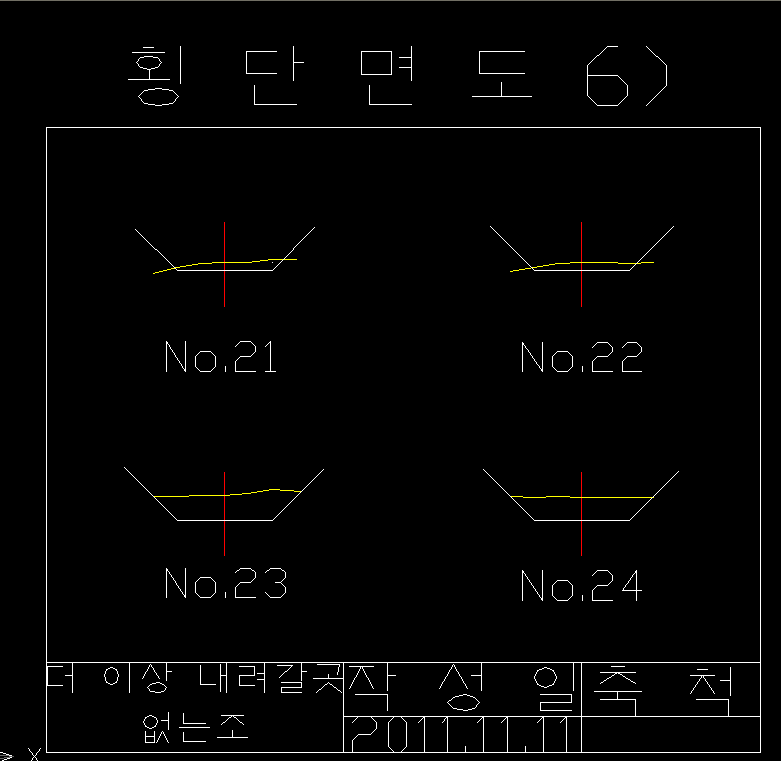 횡 단 면 도 6)
No.21
No.22
No.23
No.24
더 이상 내려갈곳
없는조
작 성 일
축 척
2011.11.11
X